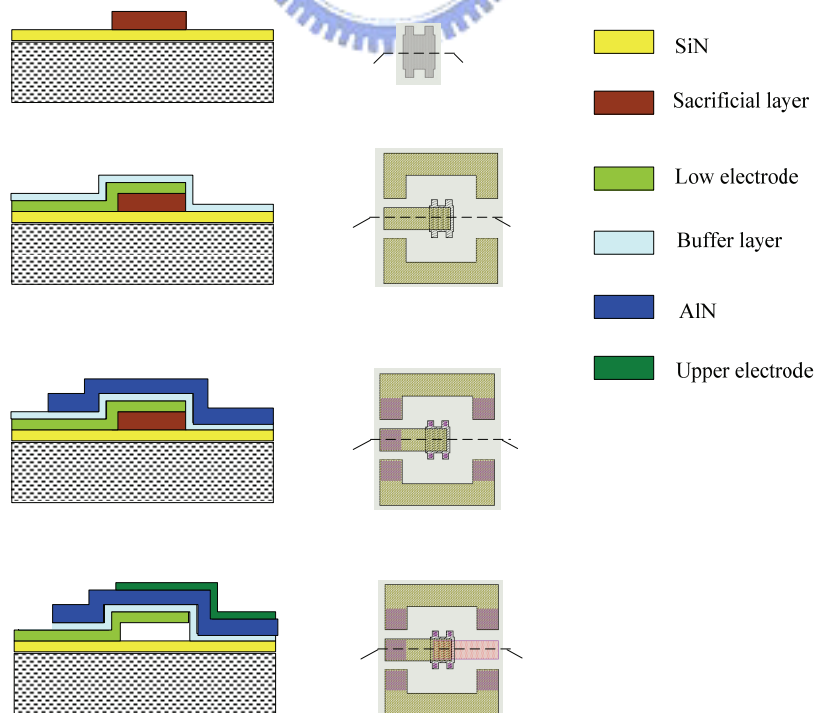 SiN
Sacrificial layer
Low electrode
Buffer layer
AlN
Upper electrode